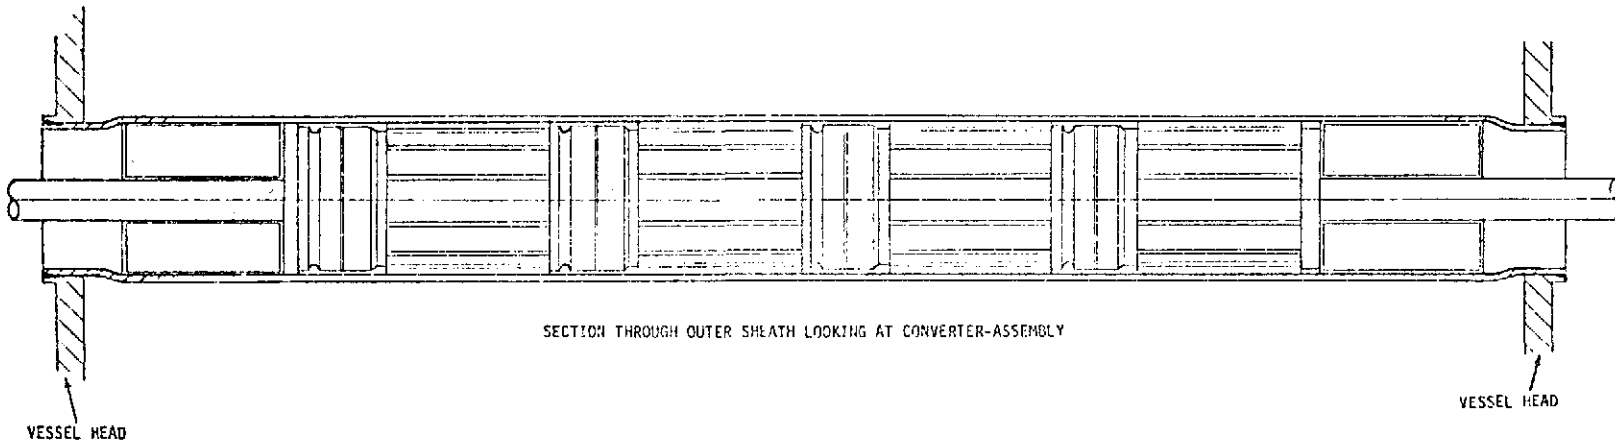 SECTION THROUGH OUTER SHEATH LOOKING AT CONVERTER-ASSEMBLY
VESSEL HEAD
VESSEL HEAD